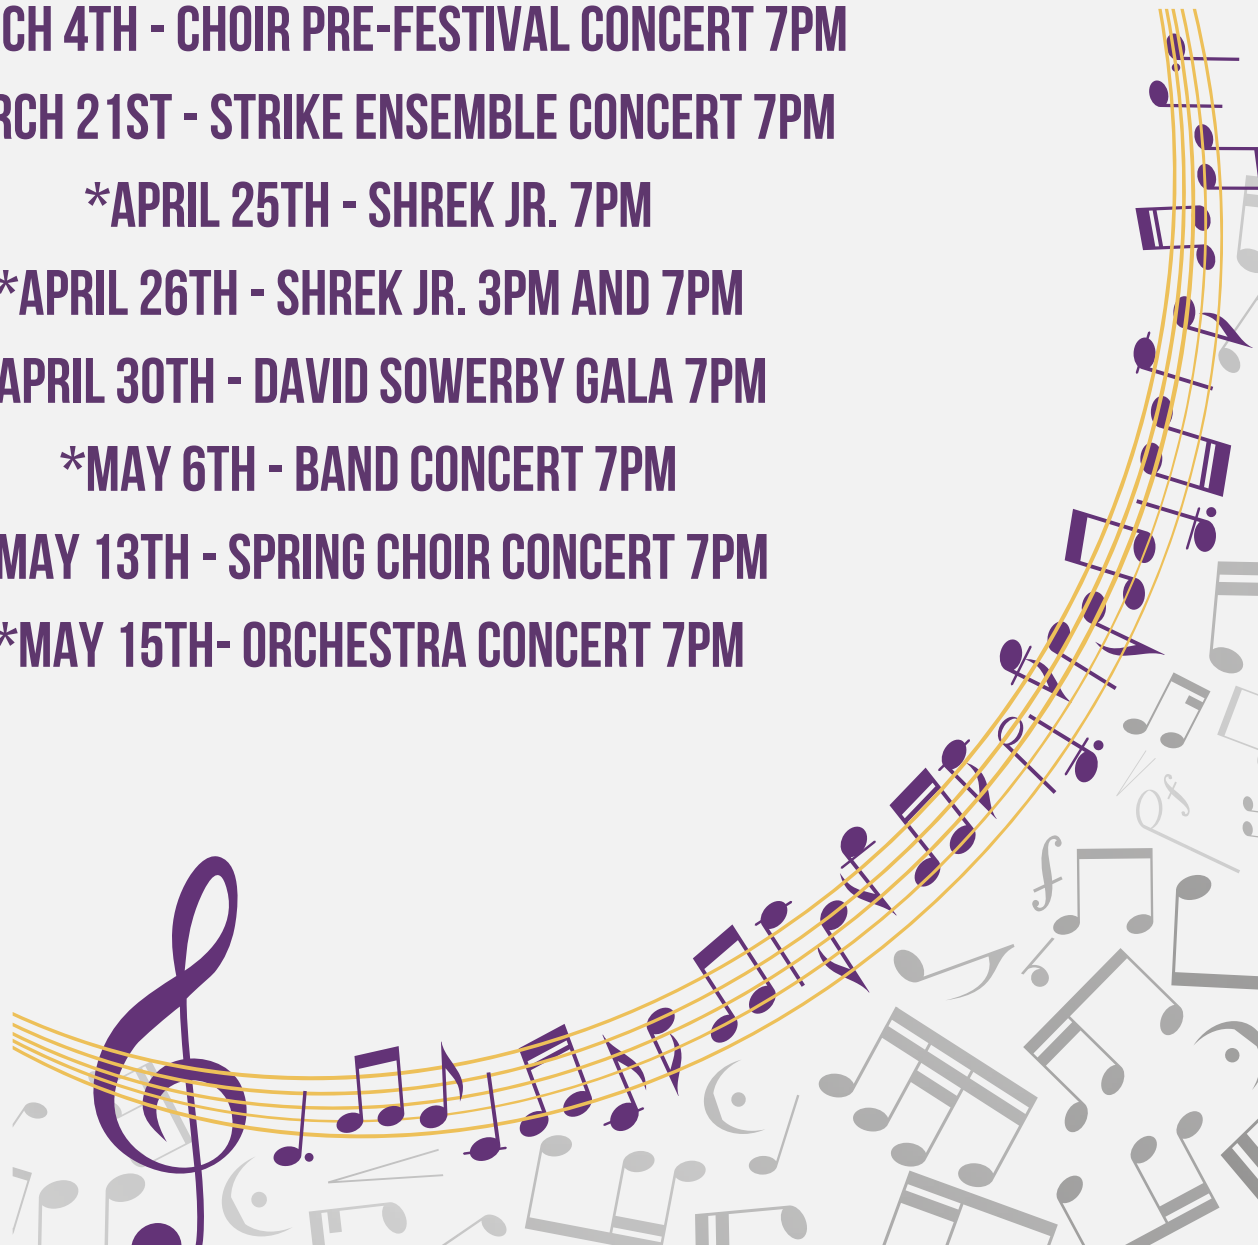 CH 4TH - CHOIR PRE-FESTIVAL CONCERT 7PM
RCH 21ST - STRIKE ENSEMBLE CONCERT 7PM
*APRIL 25TH - SHREK JR. 7PM
*APRIL 26TH - SHREK JR. 3PM AND 7PM
APRIL 30TH - DAVID SOWERBY GALA 7PM
*MAY 6TH - BAND CONCERT 7PM
MAY 13TH - SPRING CHOIR CONCERT 7PM
*MAY 15TH- ORCHESTRA CONCERT 7PM